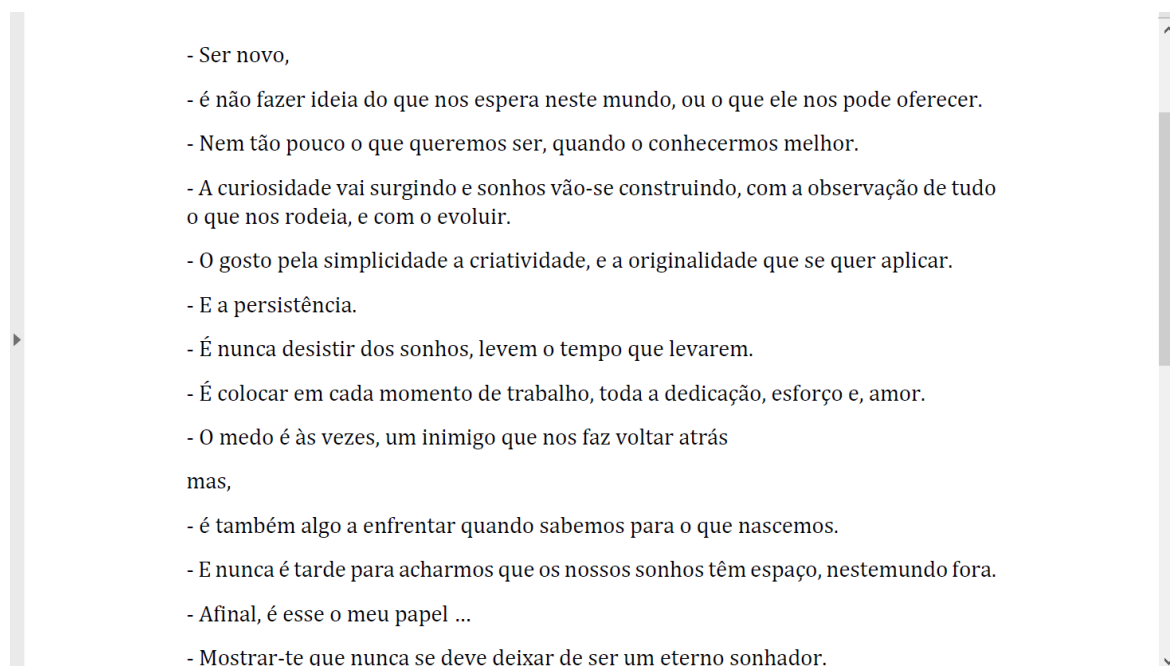 - Ser novo,
- é não fazer ideia do que nos espera neste mundo, ou o que ele nos pode oferecer.
- Nem tão pouco o que queremos ser, quando o conhecermos melhor.
- A curiosidade vai surgindo e sonhos vão-se construindo, com a observação de tudo
o que nos rodeia, e com o evoluir.
- O gosto pela simplicidade a criatividade, e a originalidade que se quer aplicar.
- E a persistência.
- É nunca desistir dos sonhos, levem o tempo que levarem.
- É colocar em cada momento de trabalho, toda a dedicação, esforço e, amor.
- O medo é às vezes, um inimigo que nos faz voltar atrás
mas,
- é também algo a enfrentar quando sabemos para o que nascemos.
- E nunca é tarde para acharmos que os nossos sonhos têm espaço, nestemundo fora.
- Afinal, é esse o meu papel ...
- Mostrar-te que nunca se deve deixar de ser um eterno sonhador.